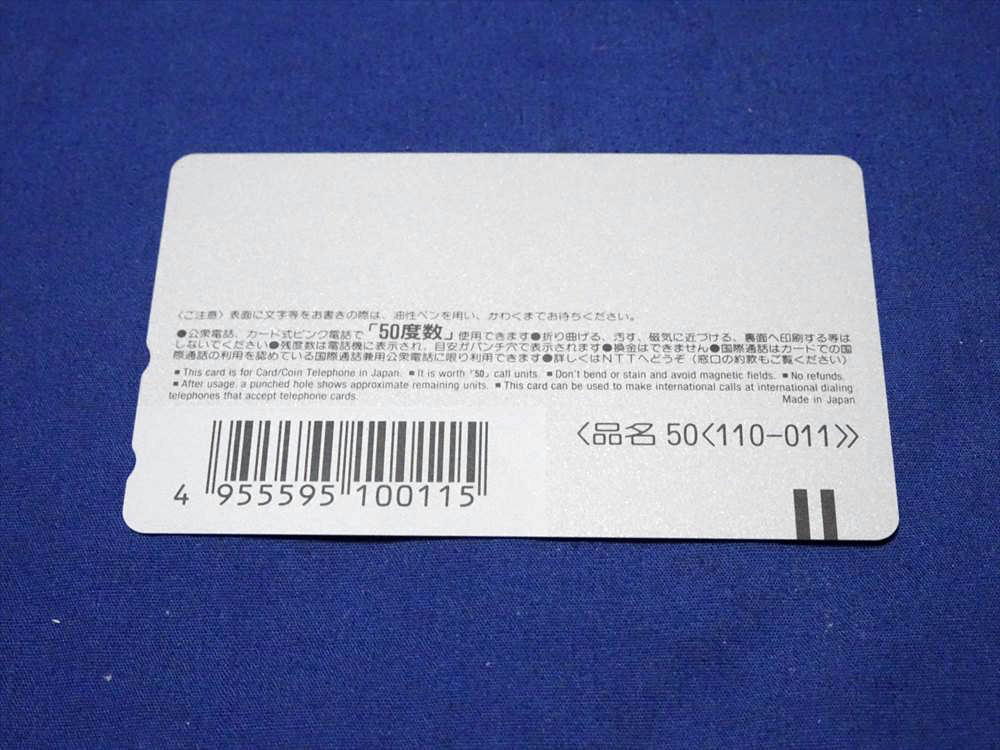 〈ご注意〉表面に文字等をお書きの際は、油性ペンを用い、かわくまでお待ちください。
●公衆電話、カード式ピンク電話で「50度数」使用できます●折り曲げる、汚す、磁気に近づける、裏面へ印刷する等は
しないでください●残度数は電話機に表示され、目安がパンチ穴で表示されます●換金はできません●国際通話はカードでの国
際通話の利用を認めている国際通話兼用公衆電話に限り利用できます●詳しくはNTTへどうぞ（窓口の約款もご覧ください）
■ This card is for Card/Coin Telephone in Japan. ■ It is worth「50」call units. ■ Don't bend or stain and avoid magnetic fields. ■ No refunds.
■ After usage, a punched hole shows approximate remaining units. ■ This card can be used to make international calls at international dialing
telephones that accept telephone cards.
Made in Japan
〈品名 50〈110-011〉〉
4 955595 100115